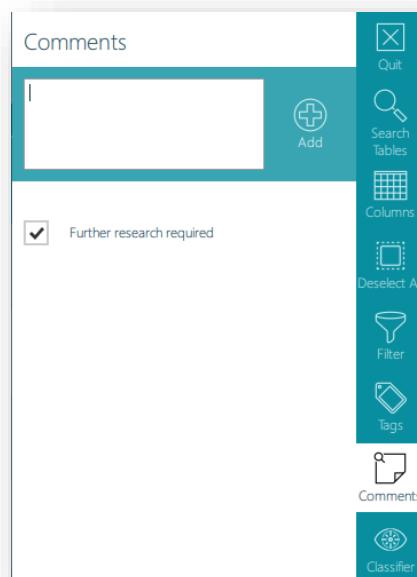 Comments
Add
Further research required
Quit
Search
Tables
Columns
Deselect A
Filter
Tags
Comments
Classifier